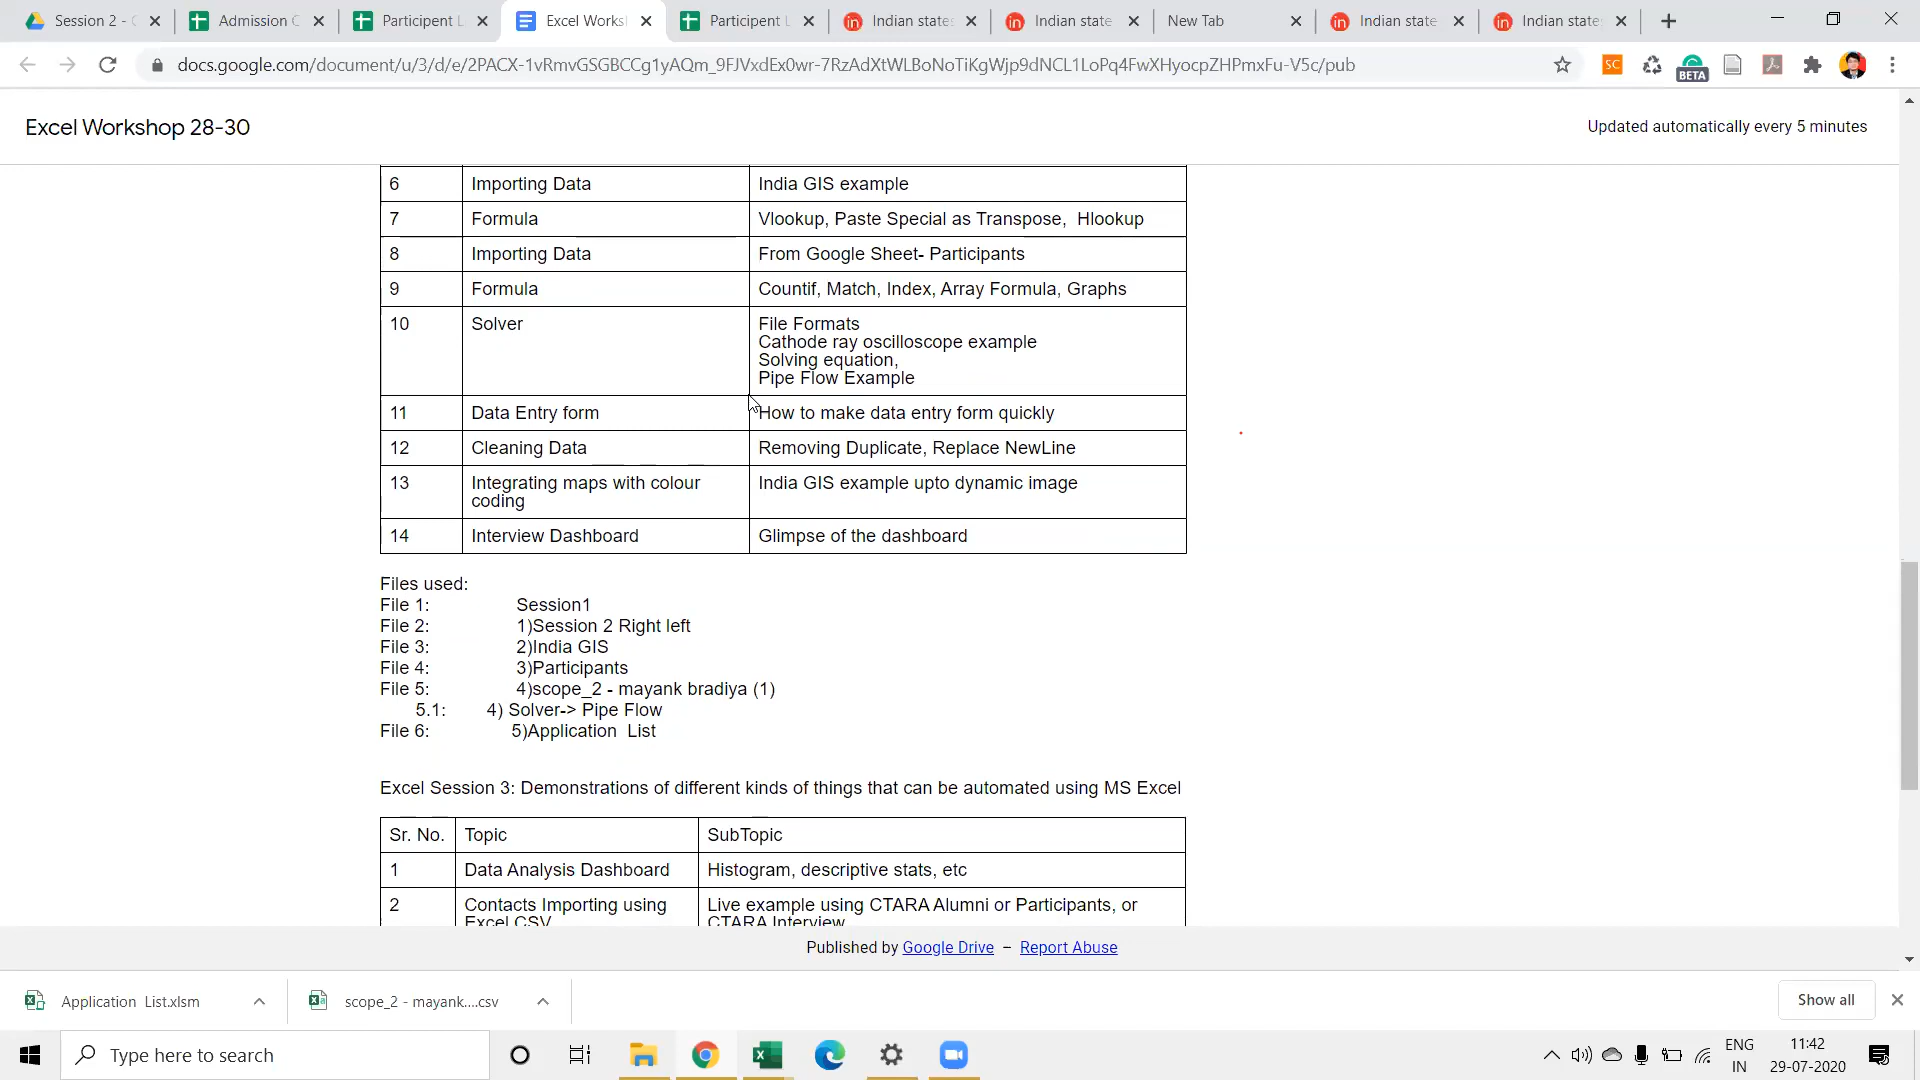 Session 2 -
Admission C
Participent L
Excel Works
Participent L
Indian states
Indian state
New Tab
Indian state
Indian state
docs.google.com/document/u/3/d/e/2PACX-1vRmvGSGBCCg1yAQm_9FJVxdEx0wr-7RzAdXtWLBoNoTiKgWjp9dNCL1LoPq4FwXHyocpZHPmxFu-V5c/pub
SC
BETA
Excel Workshop 28-30
Updated automatically every 5 minutes
6 Importing Data India GIS example
7 Formula Vlookup, Paste Special as Transpose, Hlookup
8 Importing Data From Google Sheet- Participants
9 Formula Countif, Match, Index, Array Formula, Graphs
10 Solver File Formats
Cathode ray oscilloscope example
Solving equation,
Pipe Flow Example
11 Data Entry form How to make data entry form quickly
12 Cleaning Data Removing Duplicate, Replace NewLine
13 Integrating maps with colour India GIS example upto dynamic image
coding
14 Interview Dashboard Glimpse of the dashboard
Files used:
File 1: Session1
File 2: 1)Session 2 Right left
File 3: 2)India GIS
File 4: 3)Participants
File 5: 4)scope_2 - mayank bradiya (1)
5.1: 4) Solver-> Pipe Flow
File 6: 5)Application List
Excel Session 3: Demonstrations of different kinds of things that can be automated using MS Excel
Sr. No. Topic SubTopic
1 Data Analysis Dashboard Histogram, descriptive stats, etc
2 Contacts Importing using Live example using CTARA Alumni or Participants, or
Excel CSV CTARA Interview
Published by Google Drive – Report Abuse
Application List.xlsm
scope_2 - mayank....csv
Show all
Type here to search
ENG
IN
11:42
29-07-2020